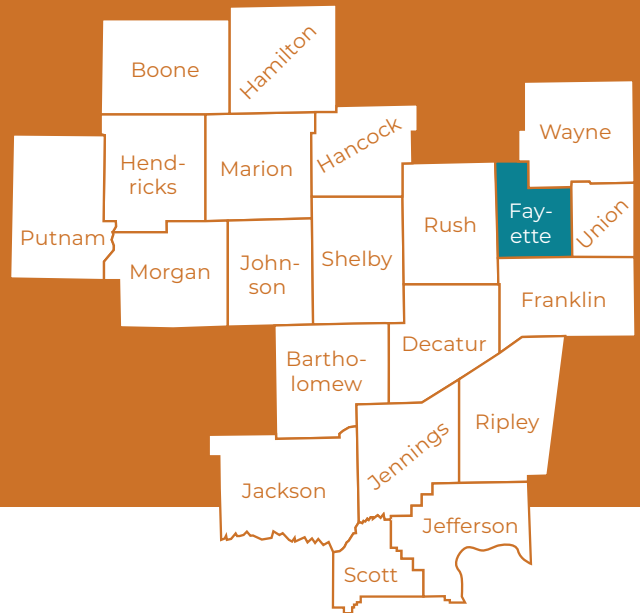 Boone
Hamilton
Wayne
Hend-
ricks
Marion
Hancock
Putnam
Morgan
John-
son
Shelby
Rush
Fay-
ette
Union
Franklin
Bartho-
lomew
Decatur
Ripley
Jennings
Jackson
Jefferson
Scott